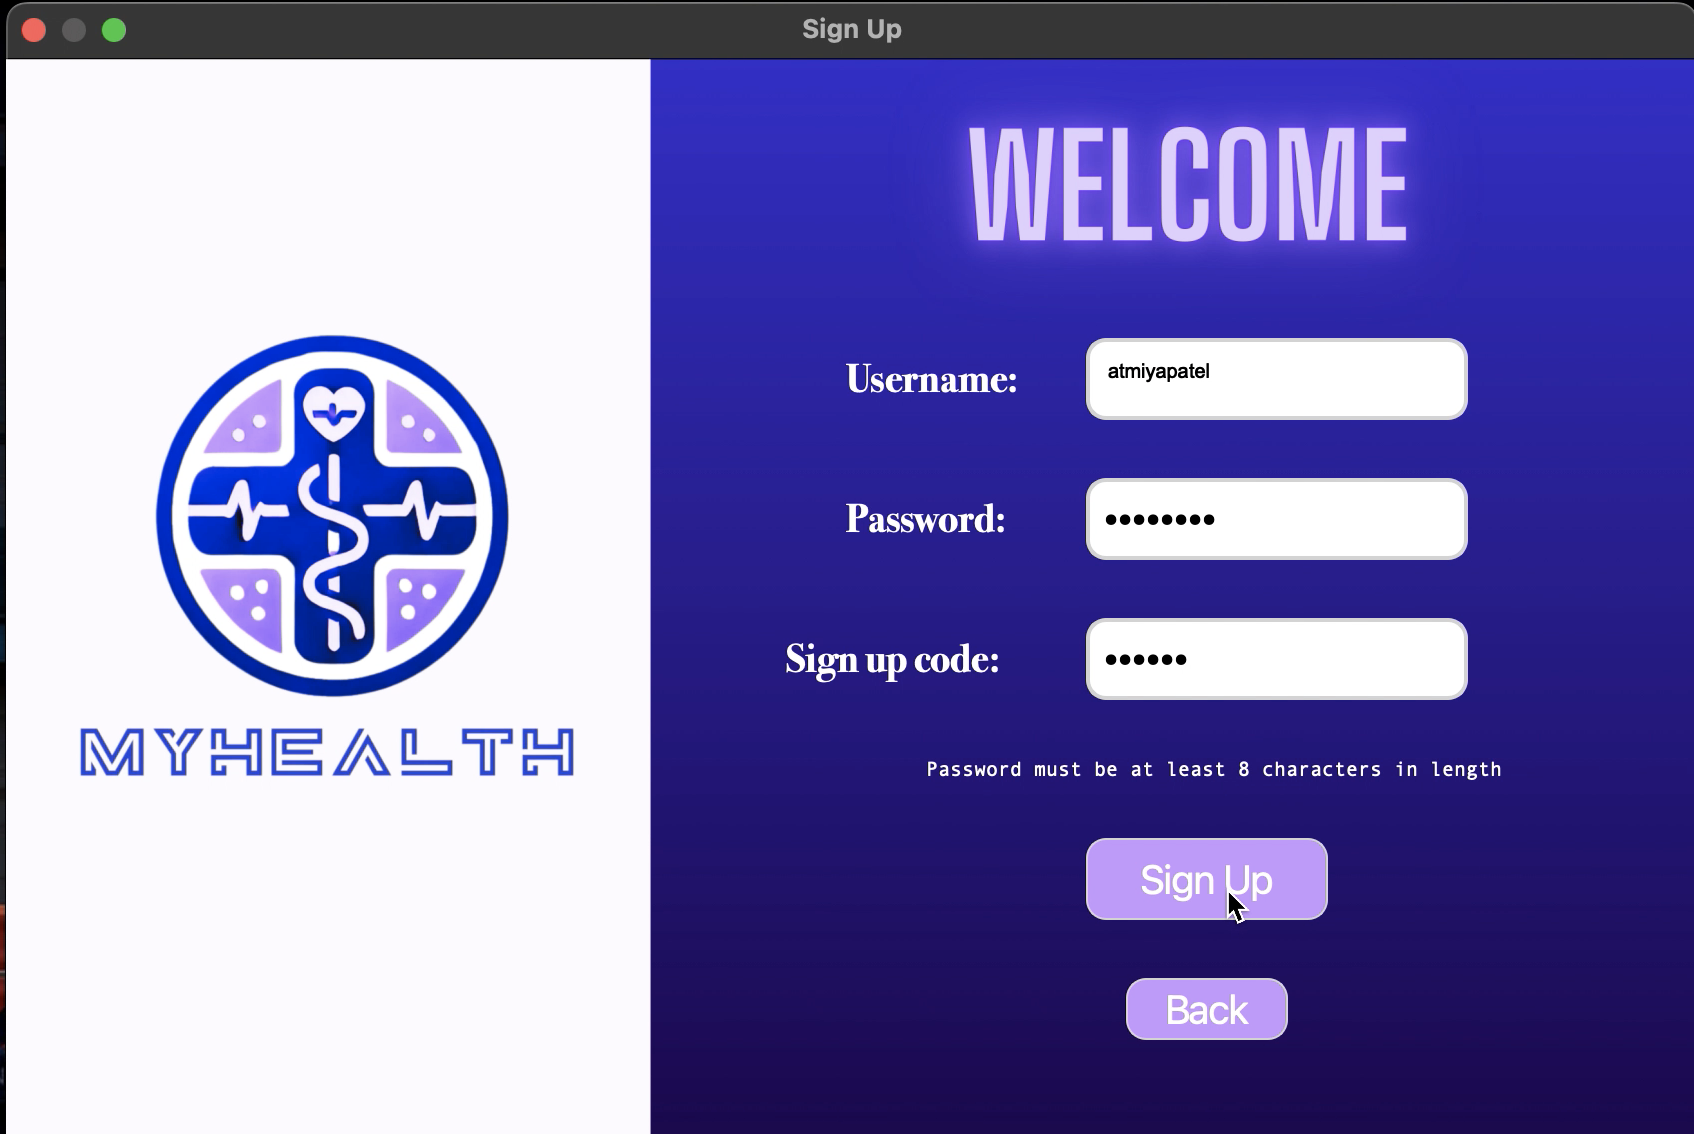 Sign Up
WELCOME
Username:
atmiyapatel
Password:
••••••••
Sign up code:
••••••
Password must be at least 8 characters in length
Sign Up
Back
MYHEALTH